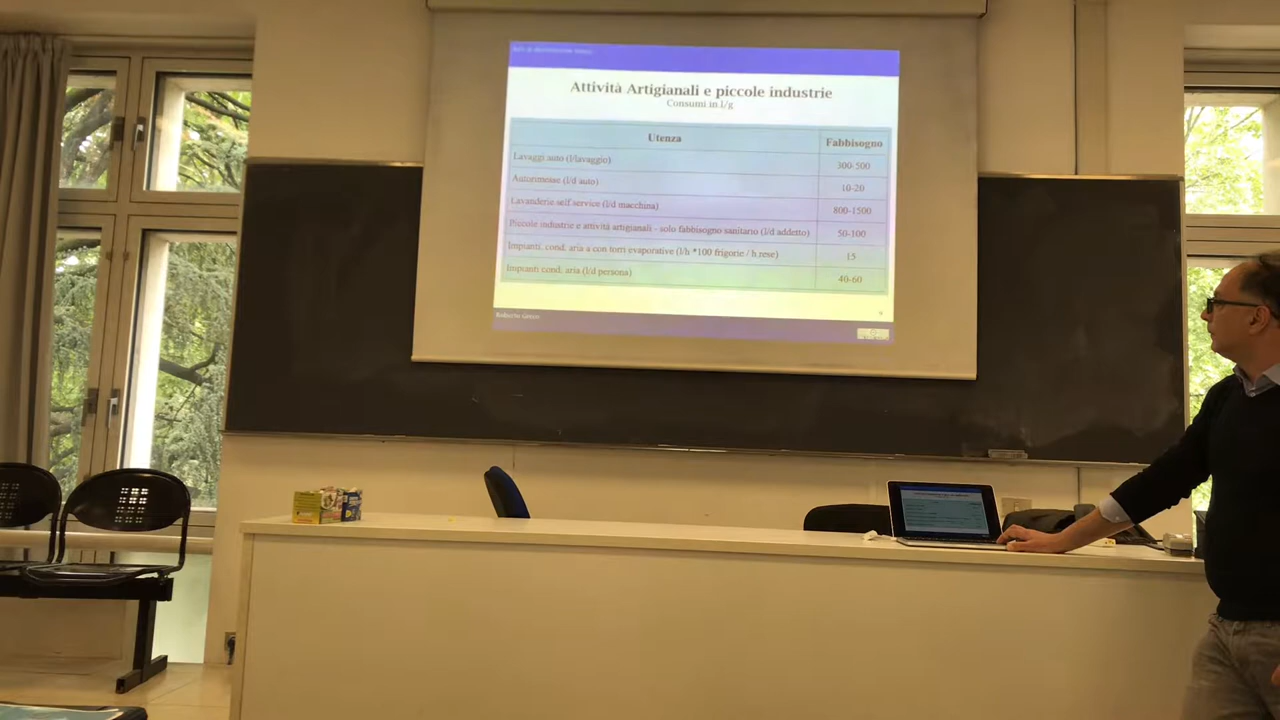 Attività Artigianali e piccole industrie
Consumi in l/g
Utenza Fabbisogno
Lavaggi auto (l/lavaggio) 300-500
Autorimesse (l/d auto) 10-20
Lavanderie self service (l/d macchina) 800-1500
Piccole industrie e attività artigianali - solo fabbisogno sanitario (l/d addetto) 50-100
Impianti. cond. aria a con torri evaporative (l/h *100 frigorie / h rese) 15
Impianti cond. aria (l/d persona) 40-60
Roberto